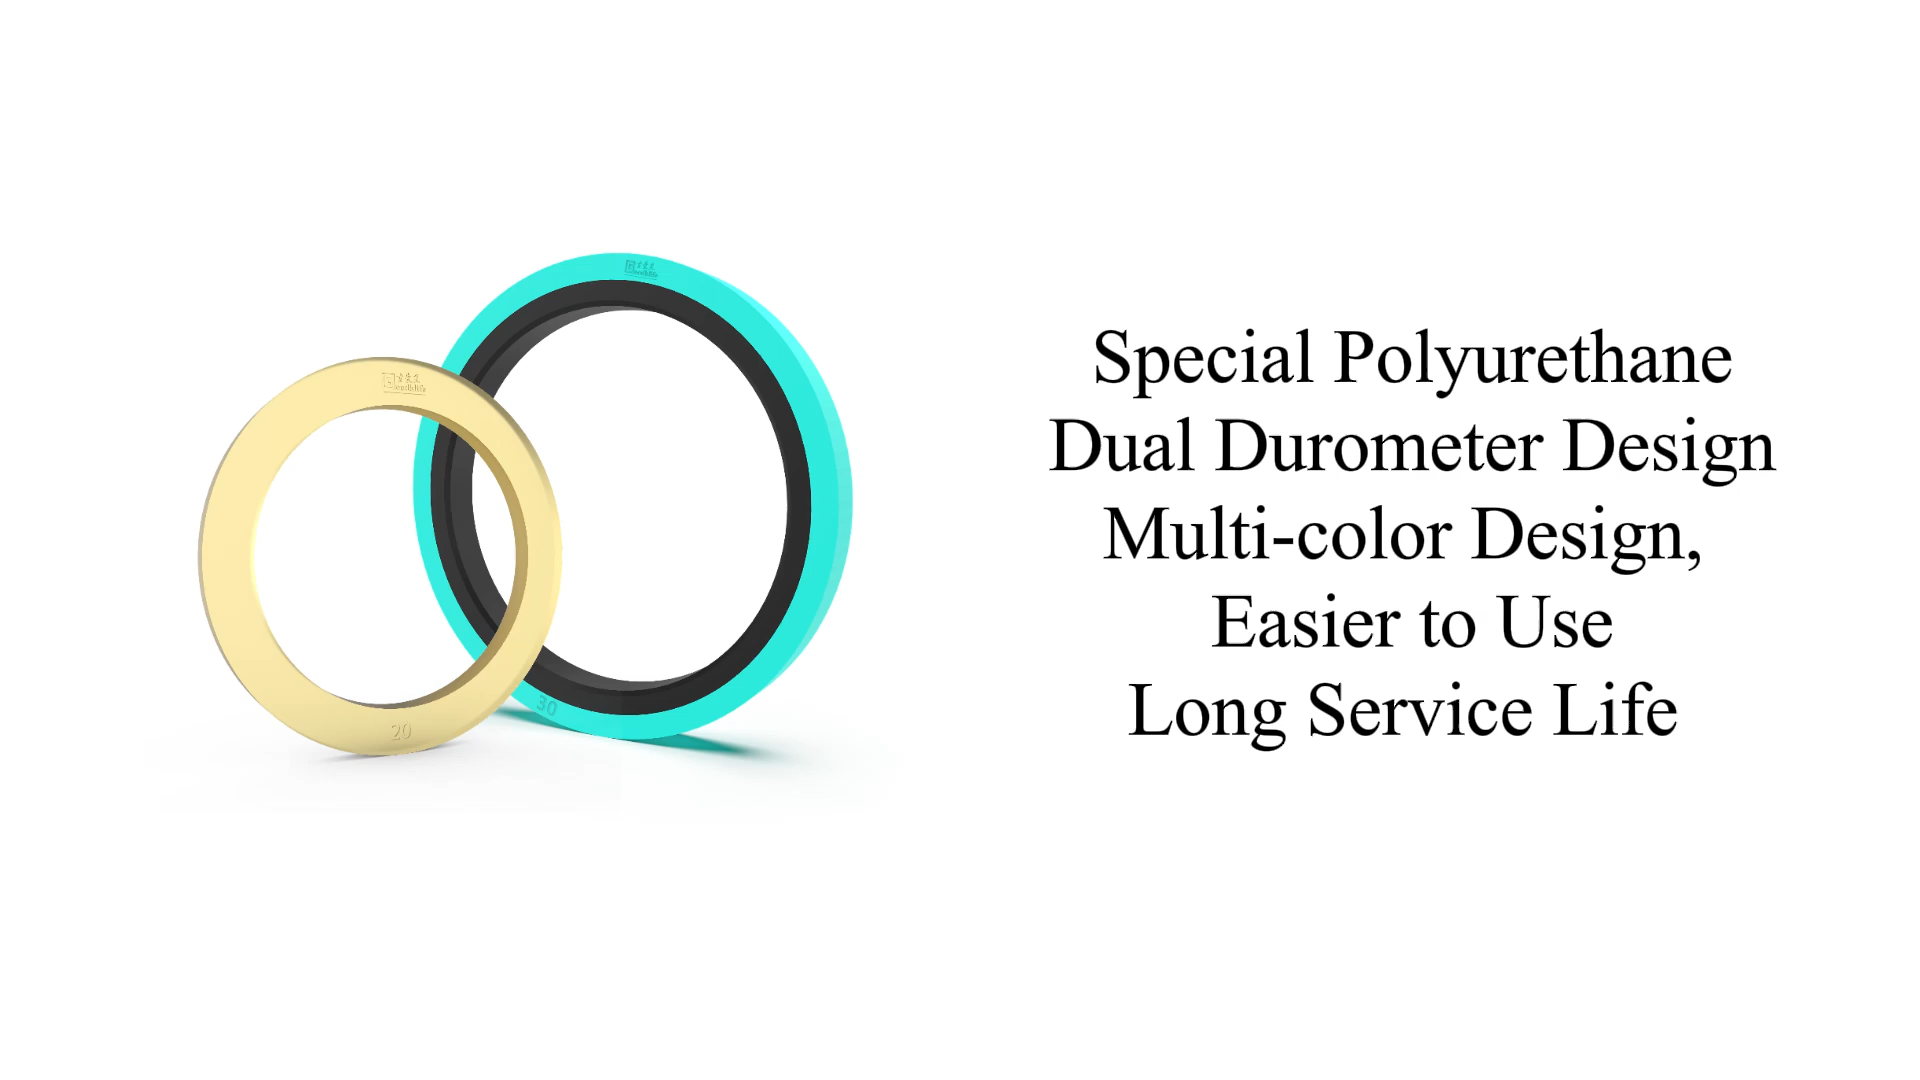 Special Polyurethane
Dual Durometer Design
Multi-color Design,
Easier to Use
Long Service Life
30
20